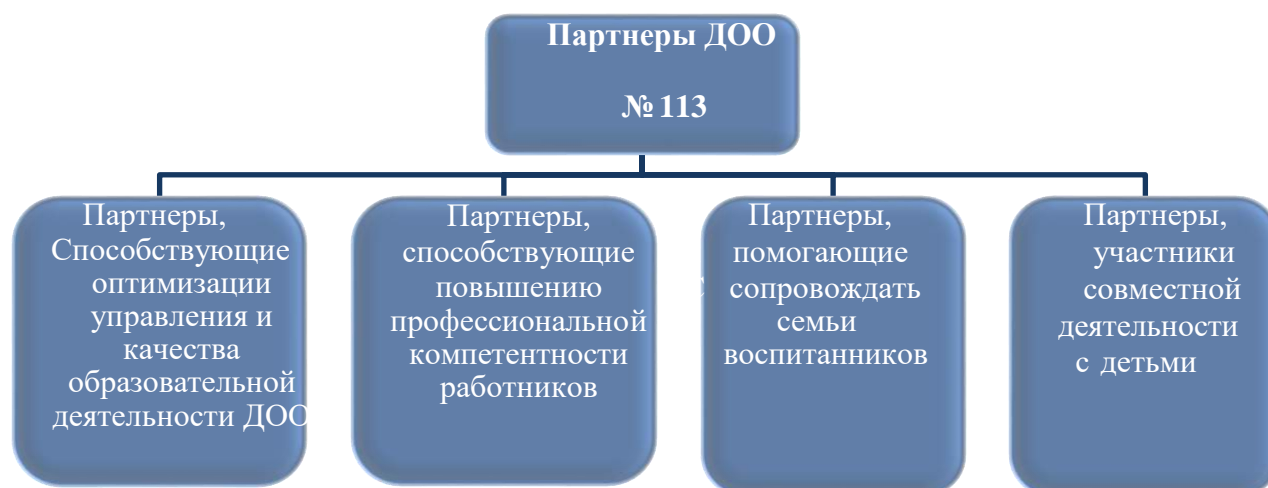 Партнеры ДОО
№ 113
Партнеры,
Способствующие
оптимизации
управления и
качества
образовательной
деятельности ДОО
Партнеры,
способствующие
повышению
профессиональной
компетентности
работников
Партнеры,
помогающие
сопровождать
семьи
воспитанников
Партнеры,
участники
совместной
деятельности
с детьми